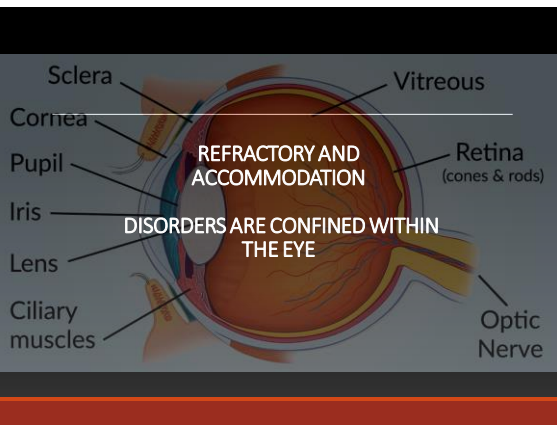 Sclera
Vitreous
Cornea
REFRACTORY AND
ACCOMMODATION
Pupil
Retina
(cones & rods)
Iris
DISORDERS ARE CONFINED WITHIN
THE EYE
Lens
Ciliary
muscles
Optic
Nerve